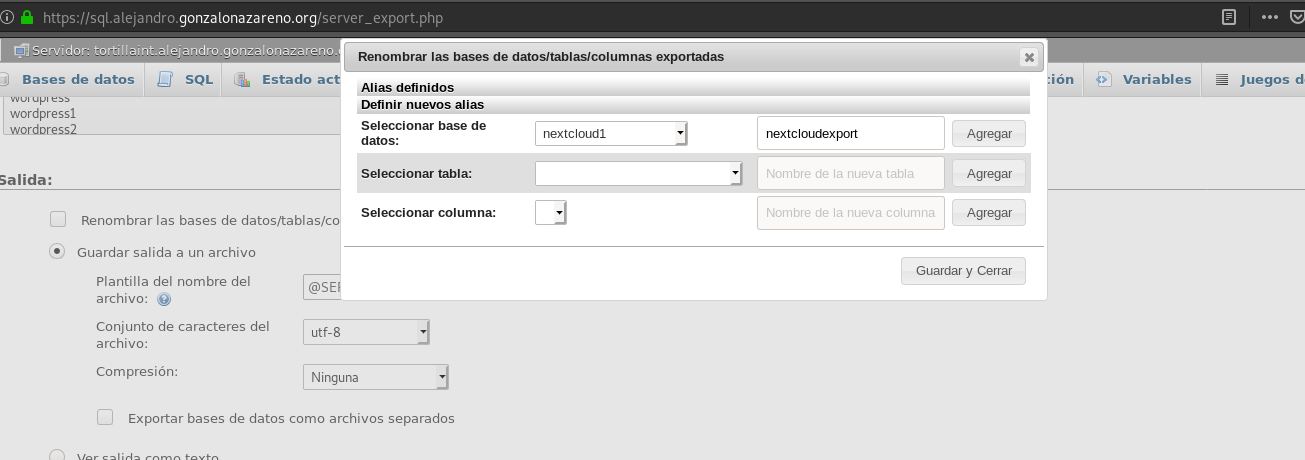 https://sql.alejandro.gonzalonazareno.org/server_export.php
Servidor: tortillaint.alejandro.gonzalonazareno.
Renombrar las bases de datos/tablas/columnas exportadas
Bases de datos SQL Estado act ción Variables Juegos d
Alias definidos
Definir nuevos alias
wordpress
wordpress1
wordpress2
Seleccionar base de
datos:
nextcloud1 nextcloudexport Agregar
Seleccionar tabla: Nombre de la nueva tabla Agregar
Seleccionar columna: Nombre de la nueva columna Agregar
Guardar y Cerrar
Salida:
Renombrar las bases de datos/tablas/co
Guardar salida a un archivo
Plantilla del nombre del
archivo:
@SER
Conjunto de caracteres del
archivo:
utf-8
Compresión: Ninguna
Exportar bases de datos como archivos separados
Ver salida como texto